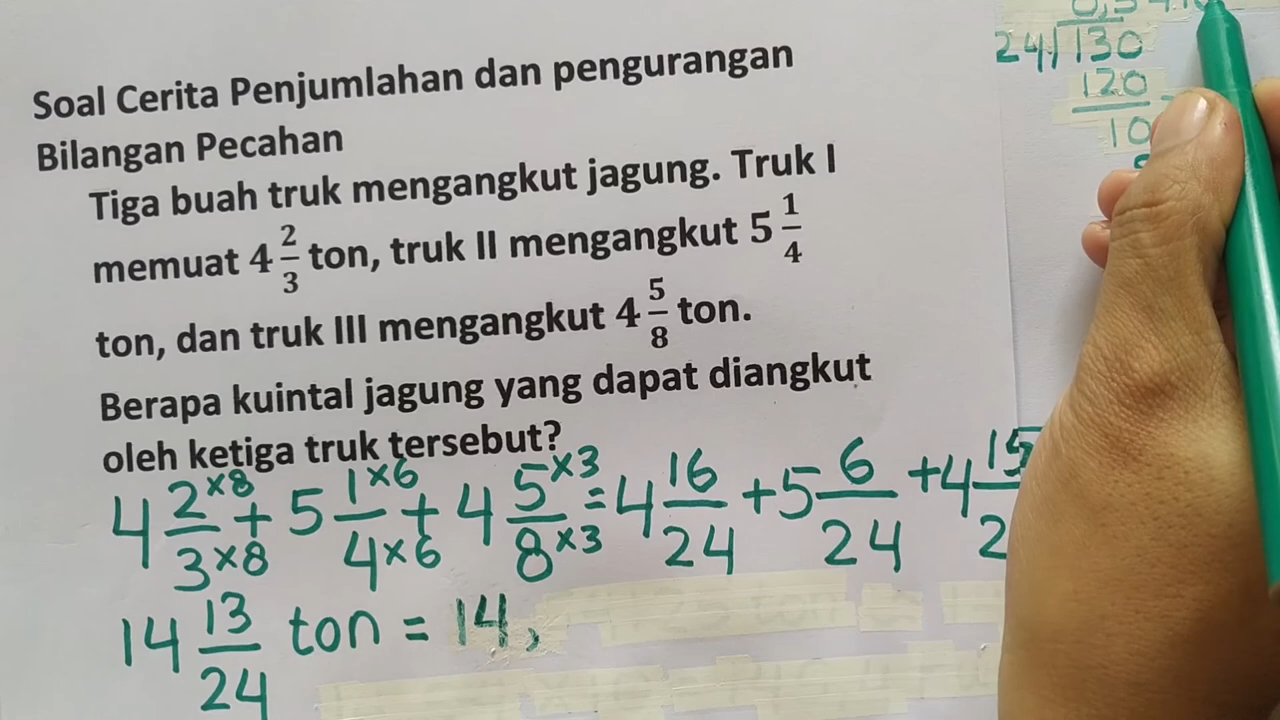 Soal Cerita Penjumlahan dan pengurangan
Bilangan Pecahan
Tiga buah truk mengangkut jagung. Truk I
memuat 4 2/3 ton, truk II mengangkut 5 1/4
ton, dan truk III mengangkut 4 5/8 ton.
Berapa kuintal jagung yang dapat diangkut
oleh ketiga truk tersebut?
4 2×8/3×8 + 5 1×6/4×6 + 4 5×3/8×3 = 4 16/24 + 5 6/24 + 4 15/
14 13/24 ton = 14,
24 130
120
10